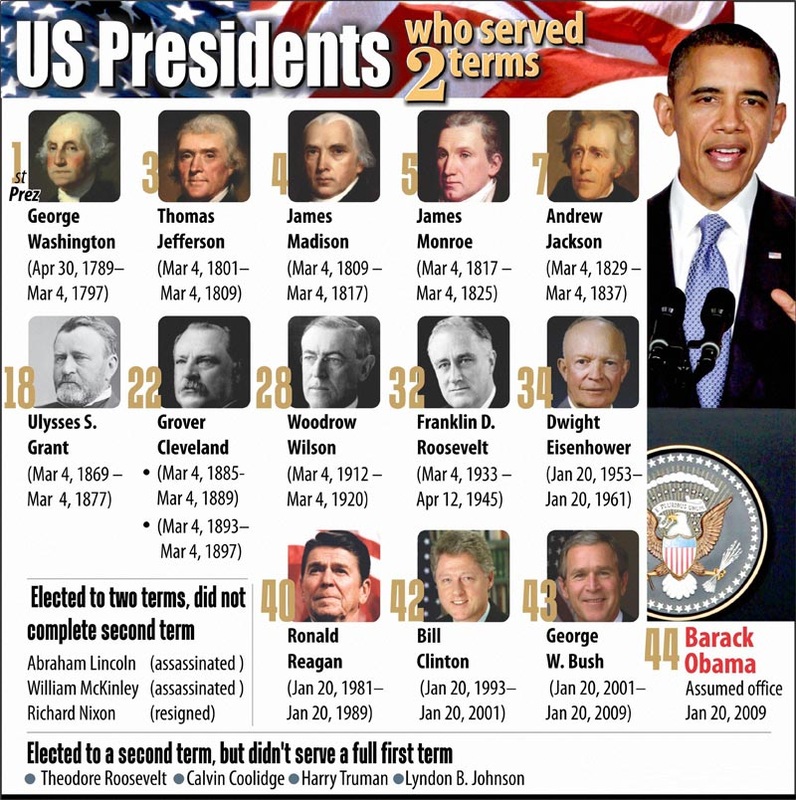 US Presidents
who served
2 terms
1st
Prez
George
Washington
(Apr 30, 1789–
Mar 4, 1797)
3
Thomas
Jefferson
(Mar 4, 1801–
Mar 4, 1809)
4
James
Madison
(Mar 4, 1809 –
Mar 4, 1817)
5
James
Monroe
(Mar 4, 1817 –
Mar 4, 1825)
7
Andrew
Jackson
(Mar 4, 1829 –
Mar 4, 1837)
18
Ulysses S.
Grant
(Mar 4, 1869 –
Mar 4, 1877)
22
Grover
Cleveland
• (Mar 4, 1885-
Mar 4, 1889)
• (Mar 4, 1893–
Mar 4, 1897)
28
Woodrow
Wilson
(Mar 4, 1912 –
Mar 4, 1920)
32
Franklin D.
Roosevelt
(Mar 4, 1933 –
Apr 12, 1945)
34
Dwight
Eisenhower
(Jan 20, 1953–
Jan 20, 1961)
40
Ronald
Reagan
(Jan 20, 1981–
Jan 20, 1989)
42
Bill
Clinton
(Jan 20, 1993–
Jan 20, 2001)
43
George
W. Bush
(Jan 20, 2001–
Jan 20, 2009)
44
Barack
Obama
Assumed office
Jan 20, 2009
Elected to two terms, did not
complete second term
Abraham Lincoln (assassinated )
William McKinley (assassinated )
Richard Nixon (resigned)
Elected to a second term, but didn't serve a full first term
● Theodore Roosevelt ● Calvin Coolidge ● Harry Truman ● Lyndon B. Johnson